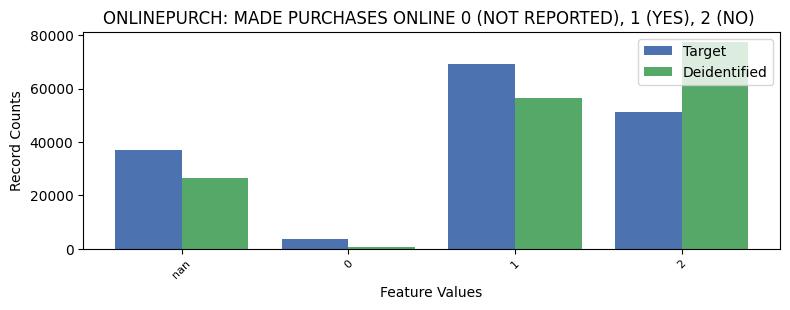 ONLINEPURCH: MADE PURCHASES ONLINE 0 (NOT REPORTED), 1 (YES), 2 (NO)
Target
Deidentified
80000
60000
40000
20000
0
Record Counts
nan
0
1
2
Feature Values